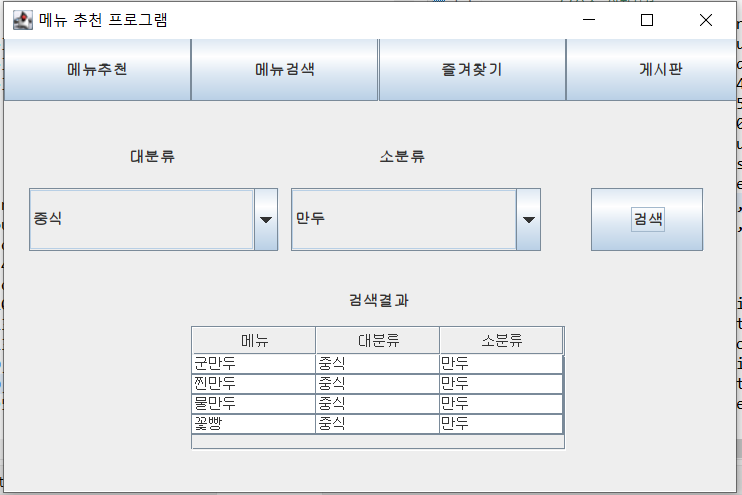 메뉴 추천 프로그램
메뉴추천 메뉴검색 즐겨찾기 게시판
대분류 소분류
중식 만두 검색
검색결과
메뉴 대분류 소분류
군만두 중식 만두
찐만두 중식 만두
물만두 중식 만두
꽃빵 중식 만두